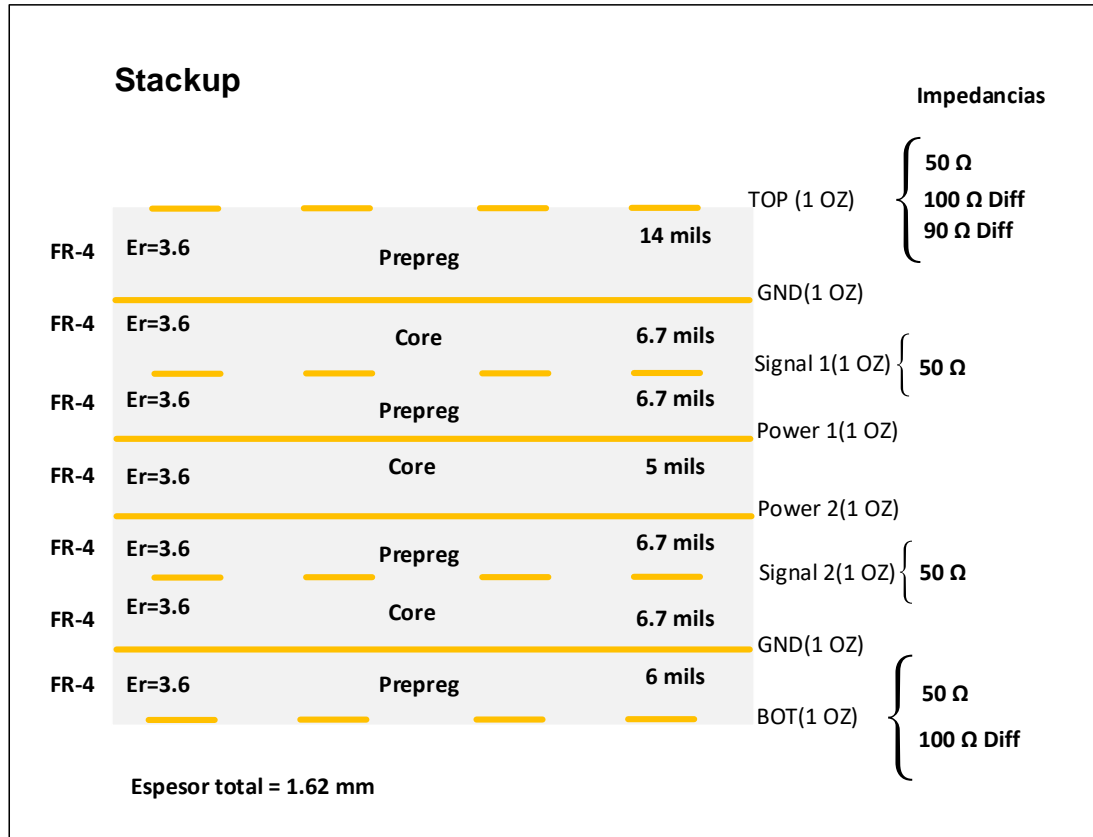 Stackup
Impedancias
50 Ω
TOP (1 OZ)
100 Ω Diff
90 Ω Diff
FR-4 Er=3.6 Prepreg 14 mils
GND(1 OZ)
FR-4 Er=3.6 Core 6.7 mils
Signal 1(1 OZ) 50 Ω
FR-4 Er=3.6 Prepreg 6.7 mils
Power 1(1 OZ)
FR-4 Er=3.6 Core 5 mils
Power 2(1 OZ)
FR-4 Er=3.6 Prepreg 6.7 mils
Signal 2(1 OZ) 50 Ω
FR-4 Er=3.6 Core 6.7 mils
GND(1 OZ)
FR-4 Er=3.6 Prepreg 6 mils
50 Ω
BOT(1 OZ)
100 Ω Diff
Espesor total = 1.62 mm